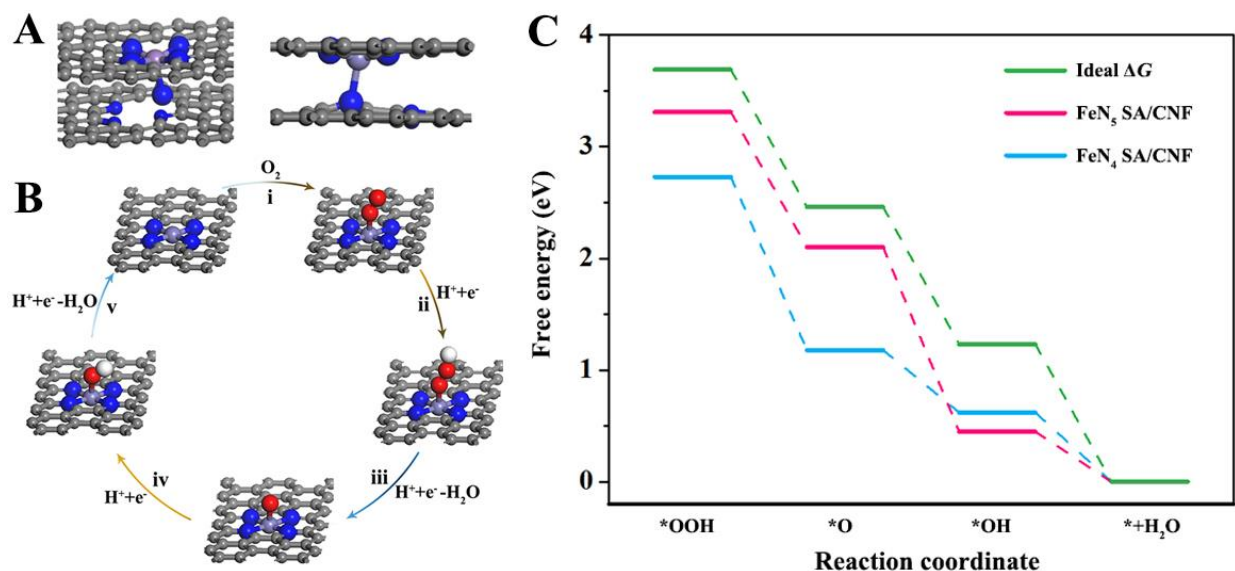 A
B
O₂
i
H⁺+e⁻
ii
iii
H⁺+e⁻-H₂O
iv
H⁺+e⁻
v
H⁺+e⁻-H₂O
C
Free energy (eV)
4
3
2
1
0
Ideal ΔG
FeN₅ SA/CNF
FeN₄ SA/CNF
*OOH
*O
*OH
*+H₂O
Reaction coordinate